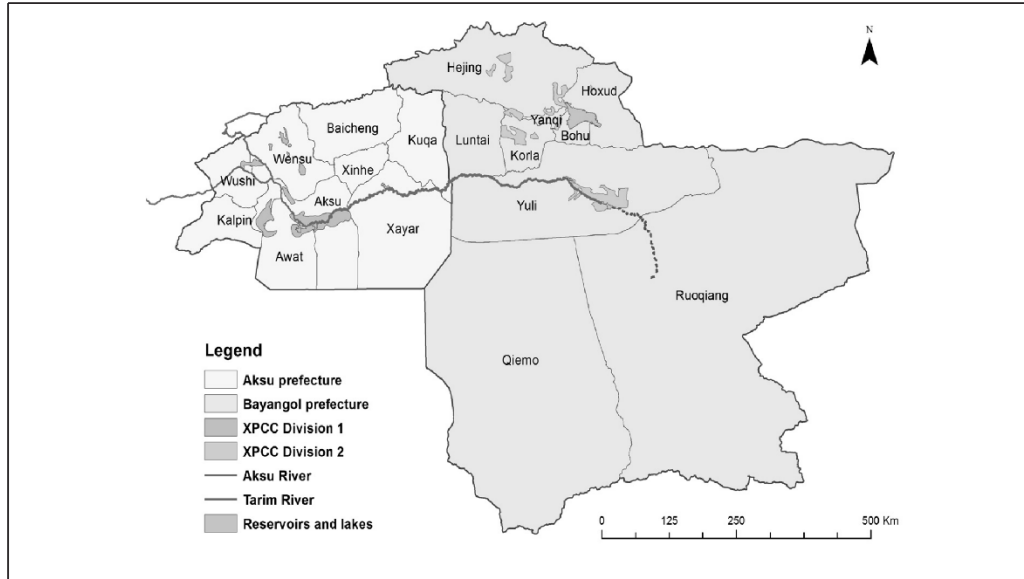 N
Hejing
Hoxud
Baicheng
Kuqa
Luntai
Yanqi
Bohu
Korla
Wensu
Xinhe
Wushi
Aksu
Kalpin
Yuli
Xayar
Awat
Ruoqiang
Qiemo
Legend
Aksu prefecture
Bayangol prefecture
XPCC Division 1
XPCC Division 2
Aksu River
Tarim River
Reservoirs and lakes
0 125 250 500 Km